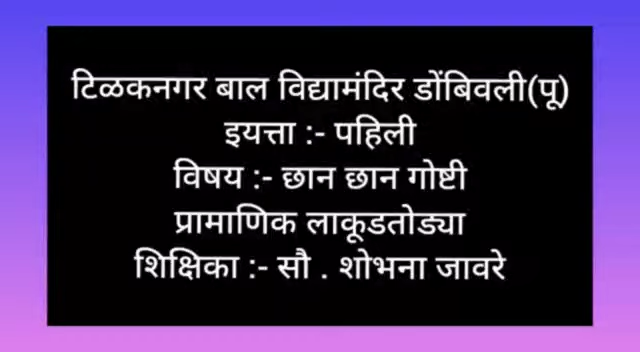 टिळकनगर बाल विद्यामंदिर डोंबिवली(पू)
इयत्ता :- पहिली
विषय :- छान छान गोष्टी
प्रामाणिक लाकूडतोड्या
शिक्षिका :- सौ . शोभना जावरे